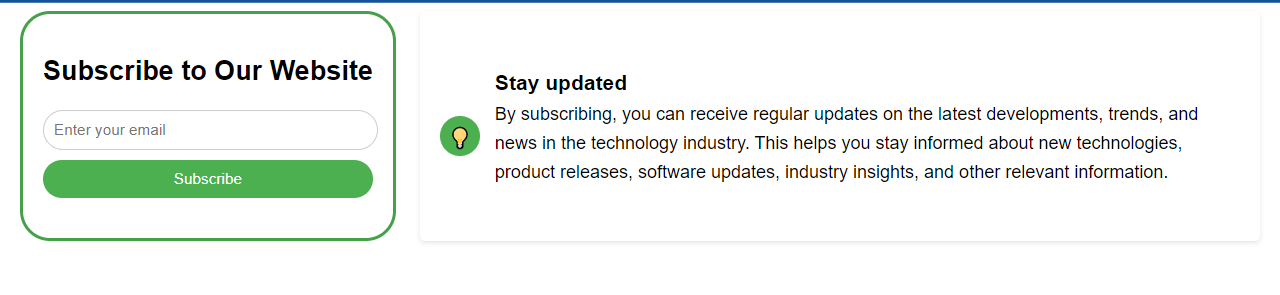 Subscribe to Our Website
Enter your email
Subscribe
Stay updated
By subscribing, you can receive regular updates on the latest developments, trends, and
news in the technology industry. This helps you stay informed about new technologies,
product releases, software updates, industry insights, and other relevant information.